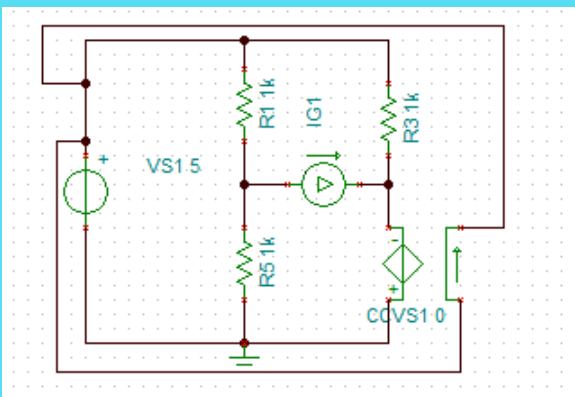 R1 1k
IG1
R3 1k
+
VS1 5
R5 1k
-
+
CCVS1 0